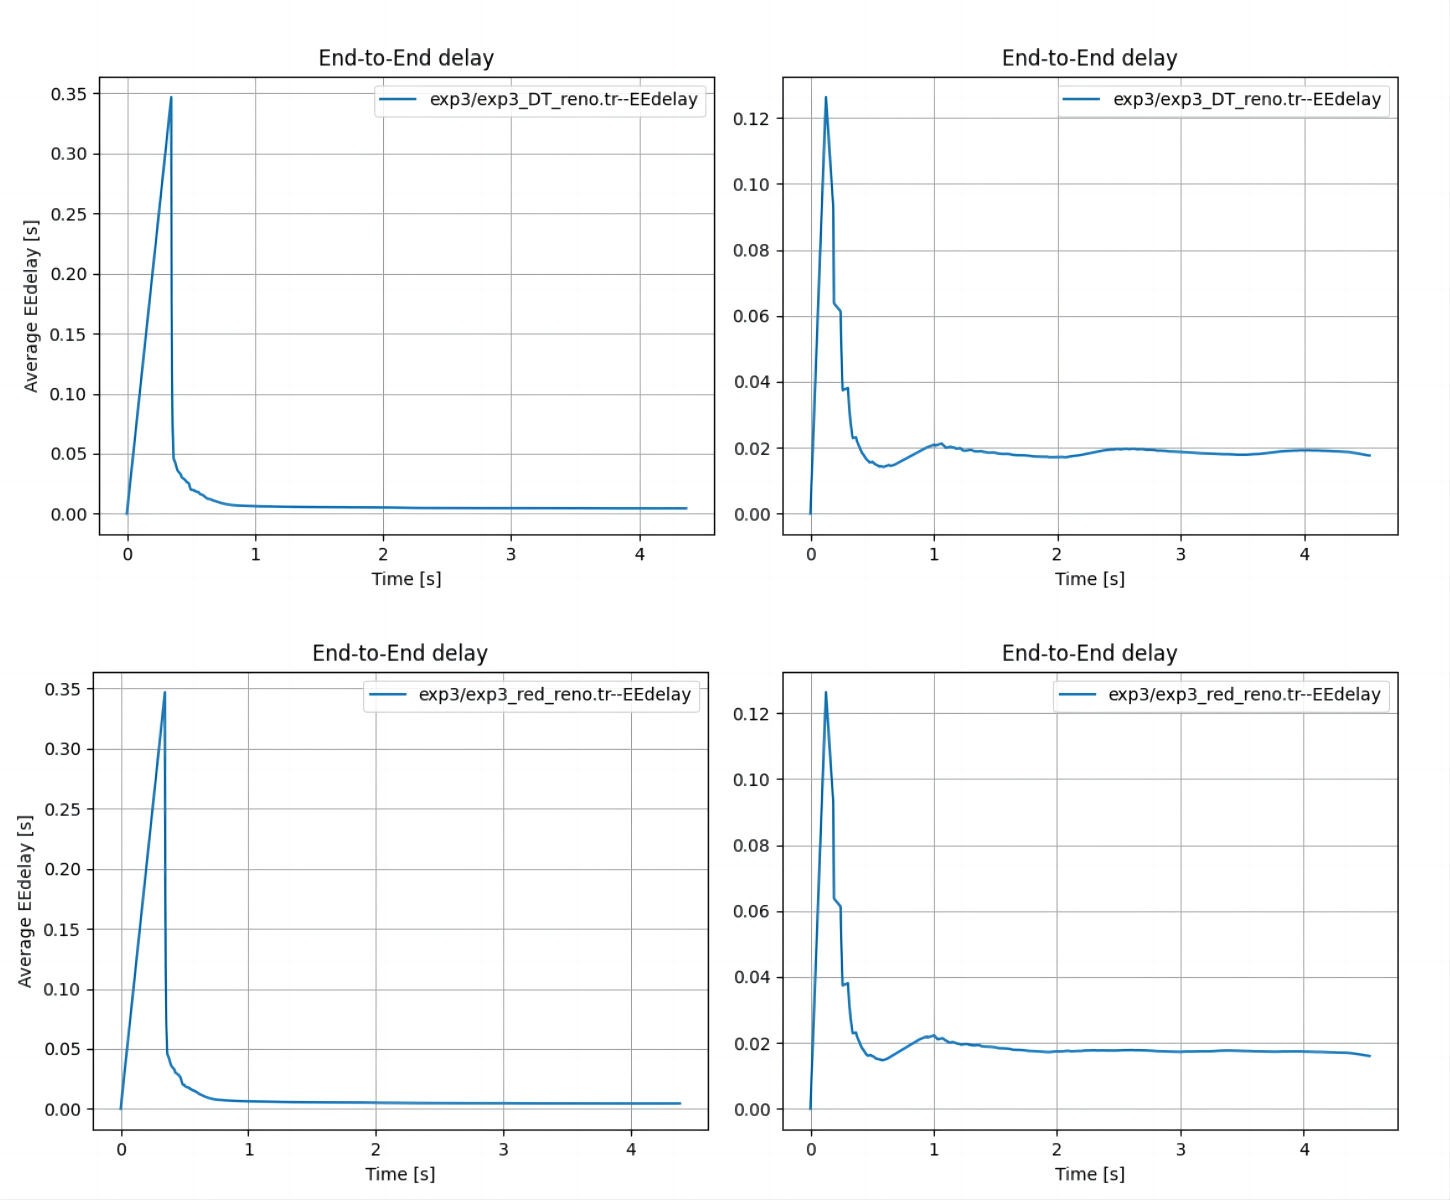 End-to-End delay
exp3/exp3_DT_reno.tr--EEdelay
Average EEdelay [s]
0.35
0.30
0.25
0.20
0.15
0.10
0.05
0.00
0 1 2 3 4
Time [s]
End-to-End delay
exp3/exp3_DT_reno.tr--EEdelay
0.12
0.10
0.08
0.06
0.04
0.02
0.00
0 1 2 3 4
Time [s]
End-to-End delay
exp3/exp3_red_reno.tr--EEdelay
Average EEdelay [s]
0.35
0.30
0.25
0.20
0.15
0.10
0.05
0.00
0 1 2 3 4
Time [s]
End-to-End delay
exp3/exp3_red_reno.tr--EEdelay
0.12
0.10
0.08
0.06
0.04
0.02
0.00
0 1 2 3 4
Time [s]